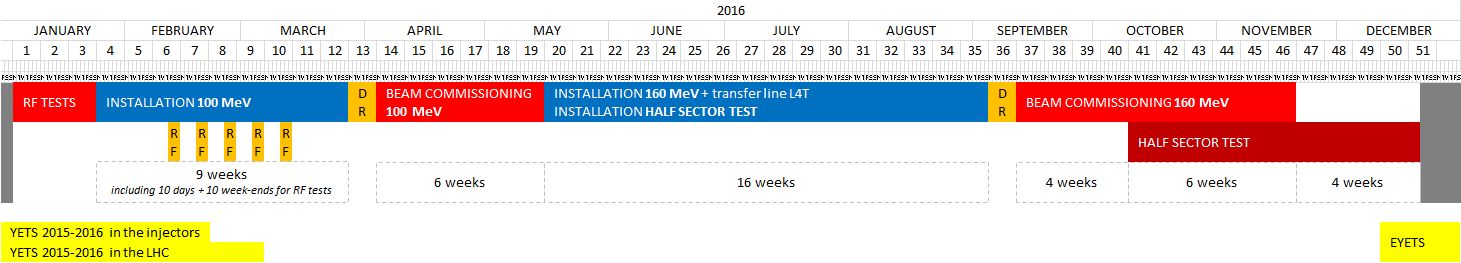 2016
JANUARY FEBRUARY MARCH APRIL MAY JUNE JULY AUGUST SEPTEMBER OCTOBER NOVEMBER DECEMBER
1 2 3 4 5 6 7 8 9 10 11 12 13 14 15 16 17 18 19 20 21 22 23 24 25 26 27 28 29 30 31 32 33 34 35 36 37 38 39 40 41 42 43 44 45 46 47 48 49 50 51
RF TESTS
INSTALLATION 100 MeV
D
R
BEAM COMMISSIONING
100 MeV
INSTALLATION 160 MeV + transfer line L4T
INSTALLATION HALF SECTOR TEST
D
R
BEAM COMMISSIONING 160 MeV
R R R R R
F F F F F
HALF SECTOR TEST
9 weeks
including 10 days + 10 week-ends for RF tests
6 weeks
16 weeks
4 weeks
6 weeks
4 weeks
YETS 2015-2016 in the injectors
YETS 2015-2016 in the LHC
EYETS